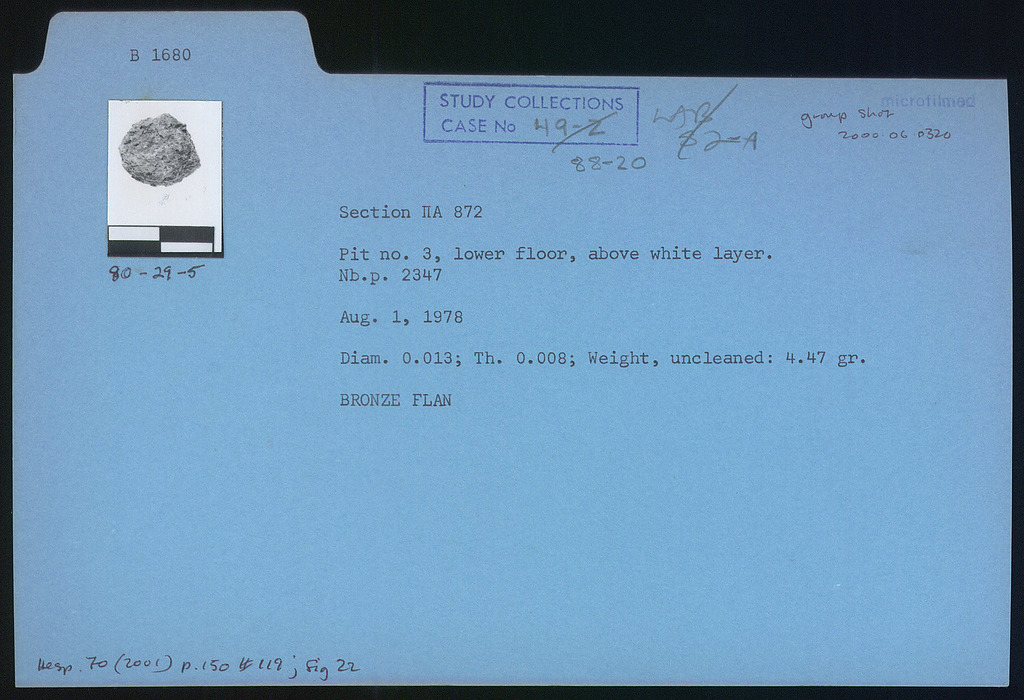 B 1680
STUDY COLLECTIONS
CASE No 49-2
88-20
82-A
microfilmed
group shot
2000 06 0320
80-29-5
Section ΠA 872
Pit no. 3, lower floor, above white layer.
Nb.p. 2347
Aug. 1, 1978
Diam. 0.013; Th. 0.008; Weight, uncleaned: 4.47 gr.
BRONZE FLAN
Hesp. 70 (2001) p.150 #119; fig 22